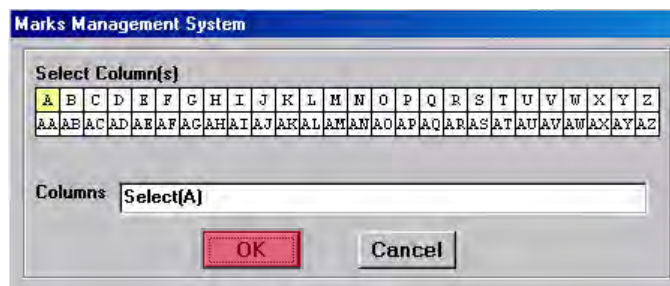 Marks Management System
Select Column(s)
A B C D E F G H I J K L M N O P Q R S T U V W X Y Z
AA AB AC AD AE AF AG AH AI AJ AK AL AM AN AO AP AQ AR AS AT AU AV AW AX AY AZ
Columns Select(A)
OK Cancel